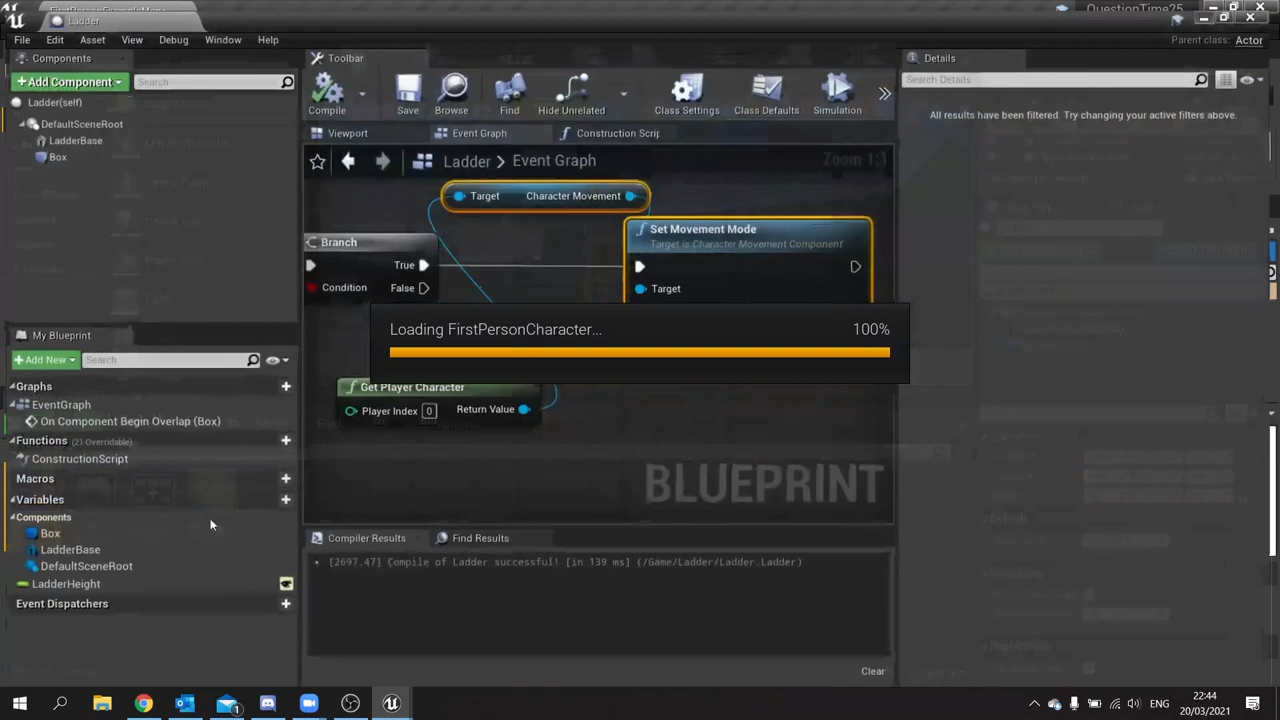 FirstPersonExampleMap
QuestionTime25
Ladder
File Edit Asset View Debug Window Help
Parent class: Actor
Components
Toolbar
Details
Add Component
Search
Search Details
Compile
Save
Browse
Find
Hide Unrelated
Class Settings
Class Defaults
Simulation
All results have been filtered. Try changing your active filters above.
Ladder(self)
DefaultSceneRoot
LadderBase
Box
Viewport
Event Graph
Construction Scrip
Ladder > Event Graph
Zoom 1:1
Target Character Movement
Set Movement Mode
Target is Character Movement Component
Branch
True
Condition False
Target
Loading FirstPersonCharacter... 100%
Get Player Character
Player Index 0 Return Value
BLUEPRINT
My Blueprint
Add New
Search
Graphs
EventGraph
On Component Begin Overlap (Box)
Functions (21 Overridable)
ConstructionScript
Macros
Variables
Components
Box
LadderBase
DefaultSceneRoot
LadderHeight
Event Dispatchers
Compiler Results
Find Results
[2697.47] Compile of Ladder successful! [in 139 ms] (/Game/Ladder/Ladder.Ladder)
Clear
1
ENG
22:44
20/03/2021